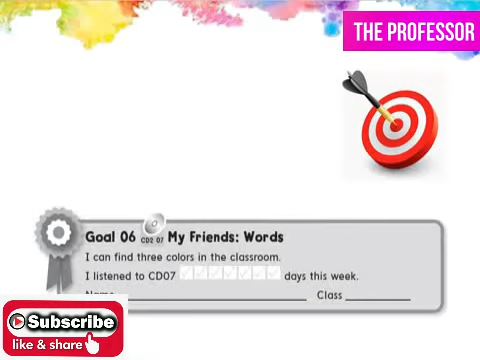 THE PROFESSOR
Goal 06 CD2 07 My Friends: Words
I can find three colors in the classroom.
I listened to CD07 days this week.
Name Class
Subscribe
like & share